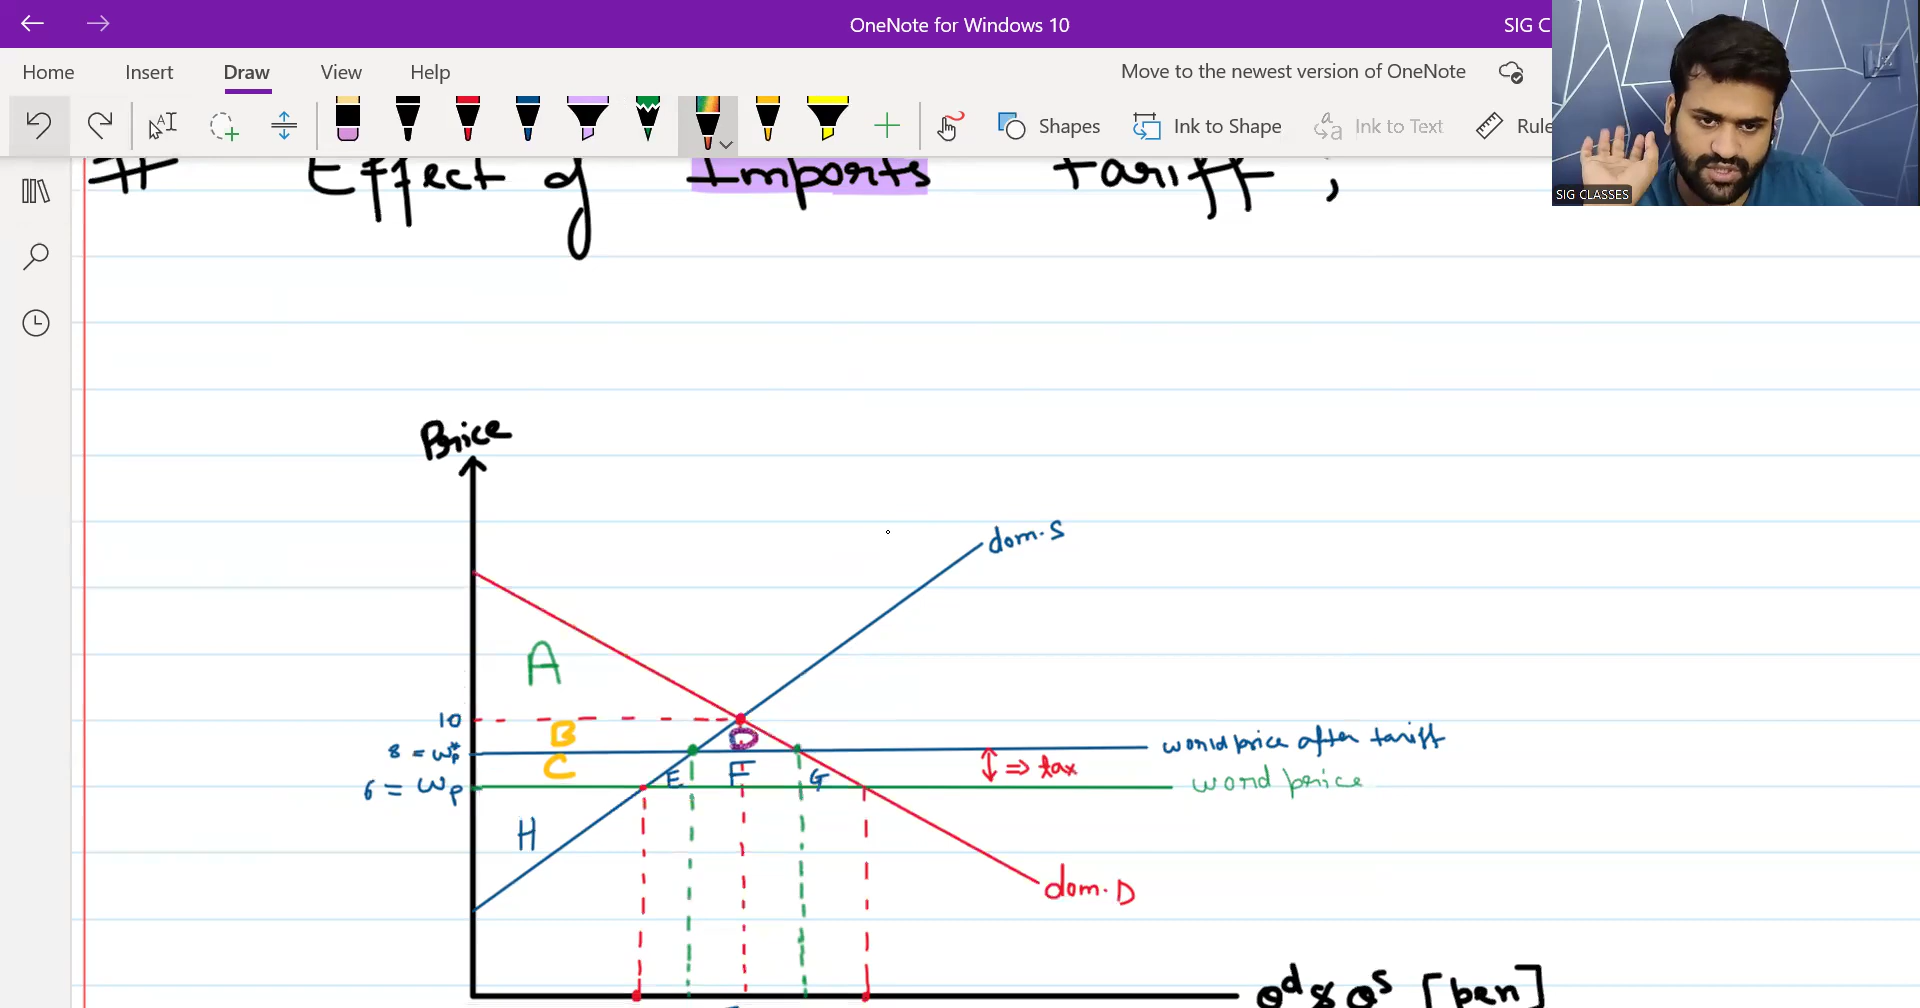 OneNote for Windows 10
SIG C
Home Insert Draw View Help
Move to the newest version of OneNote
Shapes Ink to Shape Ink to Text Rule
SIG CLASSES
# Effect of Imports tariff ;
Price
dom.S
A
10
B
D
8 = Wp*
world price after tariff
C
E F G
⇒ tax
6 = Wp
word price
H
dom. D
Qd & Qs [pen]